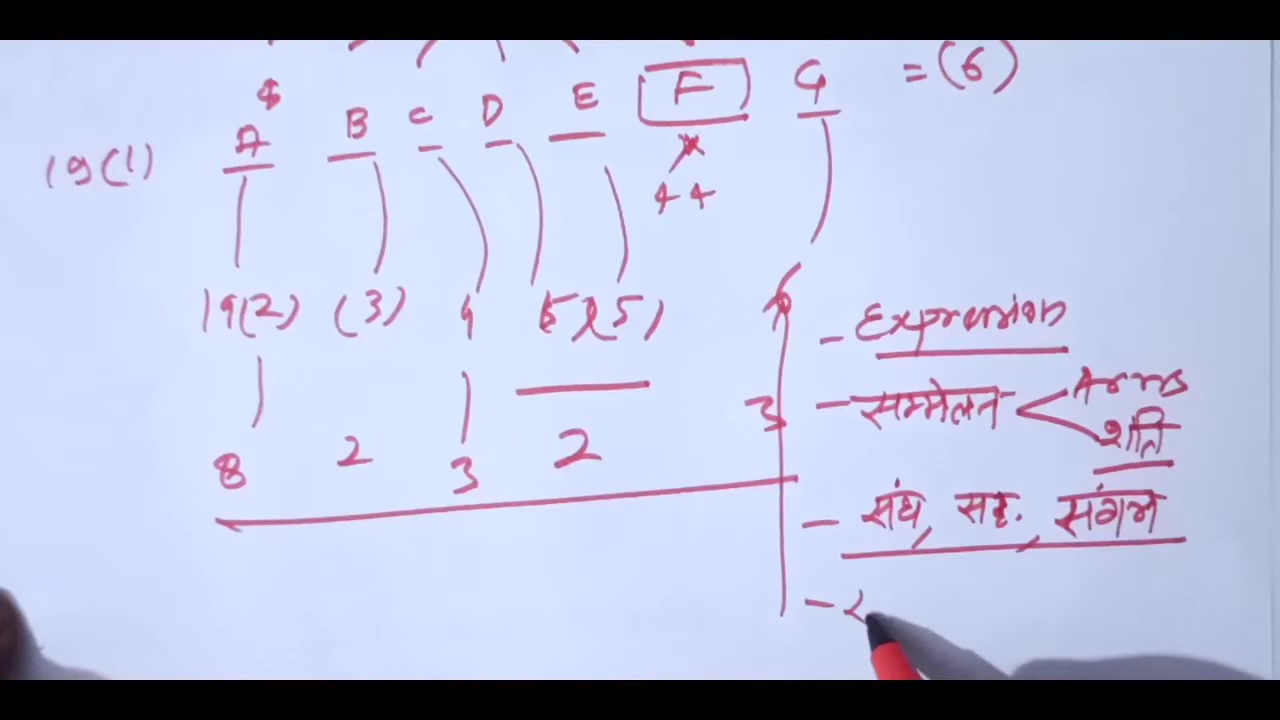 = (6)
19(1) A B C D E F G
44
19(2) (3) 4 5)(5)
- Expression
- सम्मेलन < Arms
शांति
8 2 3 2 3
- संघ, सह. संगम
-